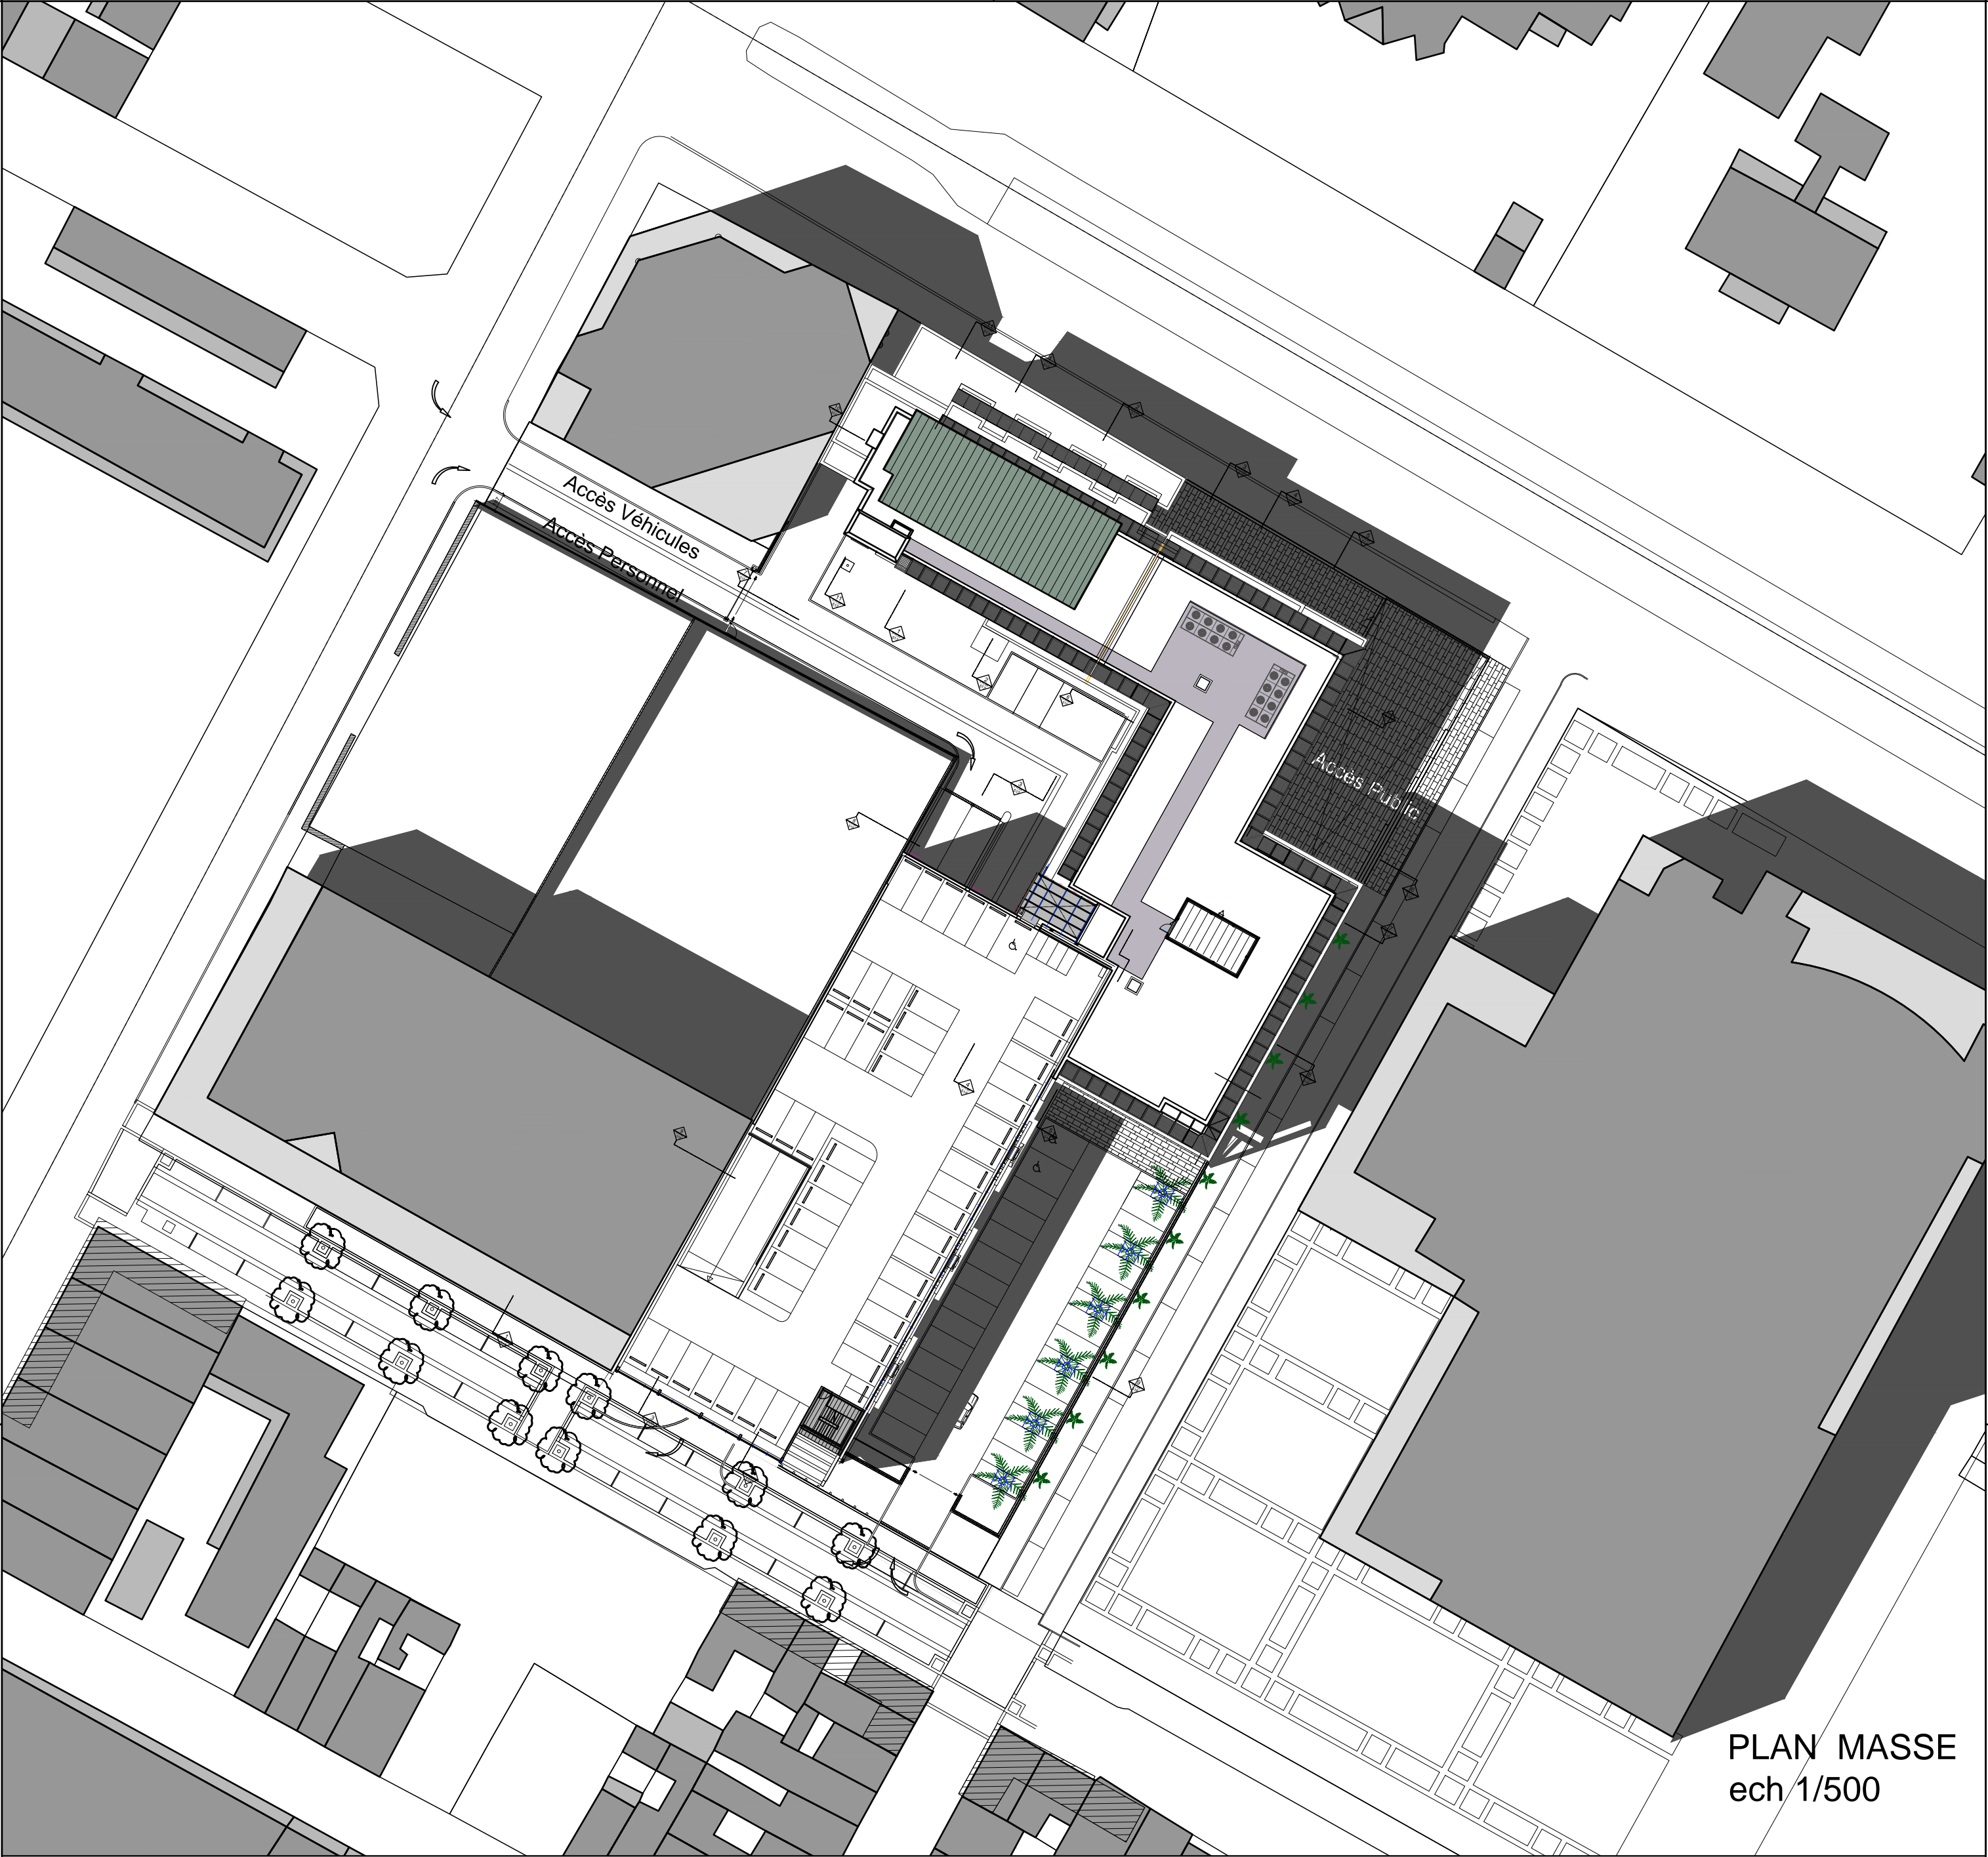 Accès Véhicules
Accès Personnel
Accès Public
PLAN MASSE
ech 1/500